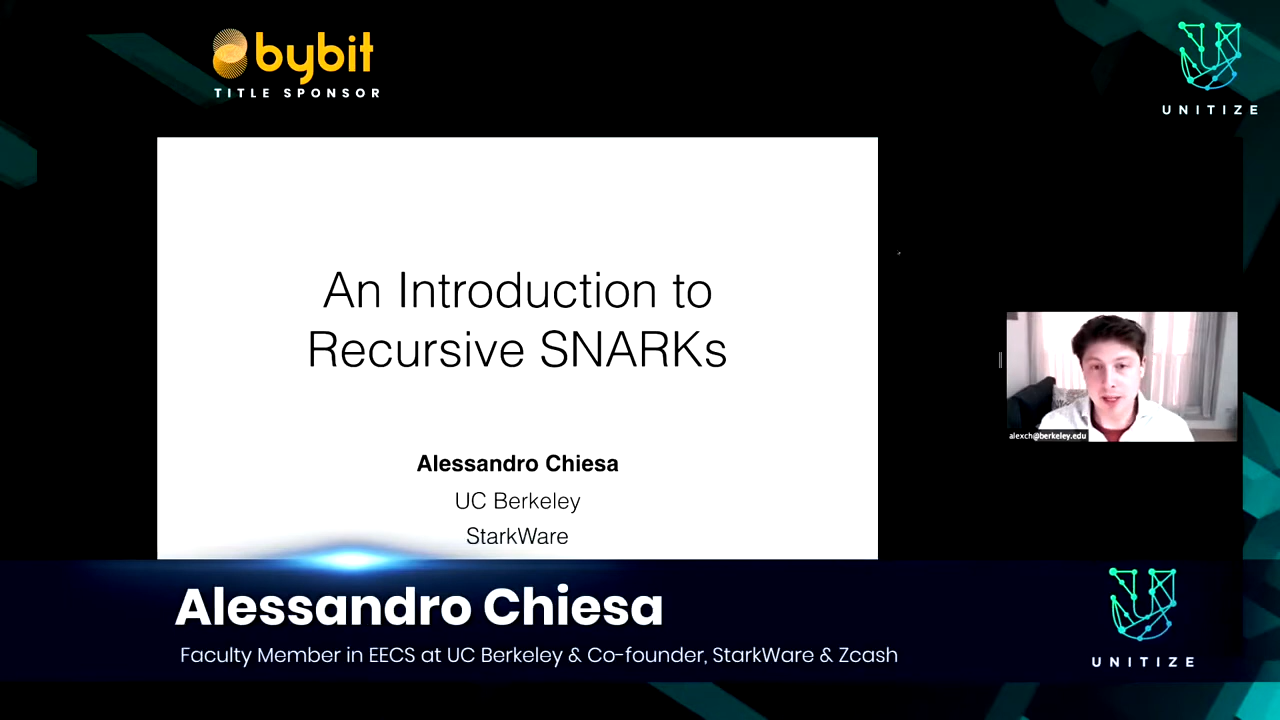 bybit
TITLE SPONSOR
UNITIZE
An Introduction to
Recursive SNARKs
Alessandro Chiesa
UC Berkeley
StarkWare
alexch@berkeley.edu
Alessandro Chiesa
Faculty Member in EECS at UC Berkeley & Co-founder, StarkWare & Zcash
UNITIZE